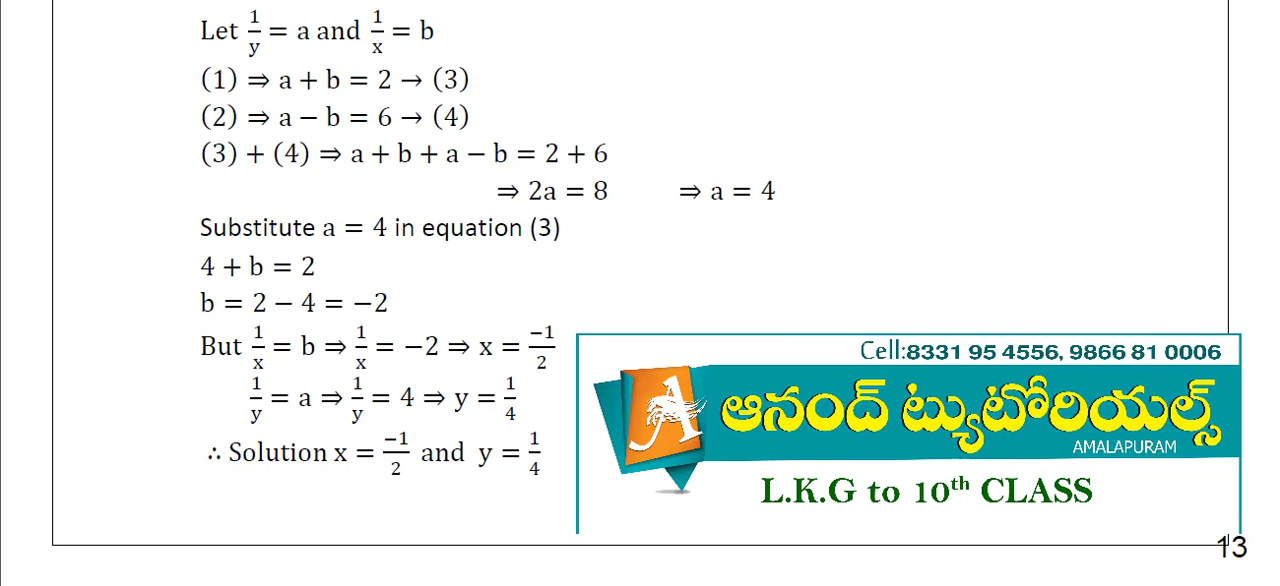 Let 1/y = a and 1/x = b
(1) ⇒ a + b = 2 → (3)
(2) ⇒ a − b = 6 → (4)
(3) + (4) ⇒ a + b + a − b = 2 + 6
⇒ 2a = 8 ⇒ a = 4
Substitute a = 4 in equation (3)
4 + b = 2
b = 2 − 4 = −2
But 1/x = b ⇒ 1/x = −2 ⇒ x = −1/2
1/y = a ⇒ 1/y = 4 ⇒ y = 1/4
∴ Solution x = −1/2 and y = 1/4
Cell:8331 95 4556, 9866 81 0006
A
ఆనంద్ ట్యుటోరియల్స్
AMALAPURAM
L.K.G to 10th CLASS
13